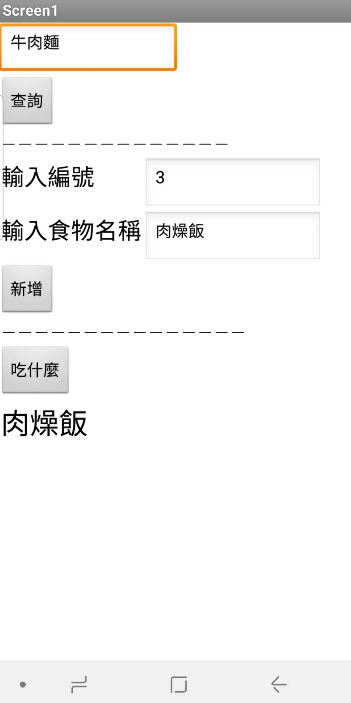 Screen1
牛肉麵
查詢
_ _ _ _ _ _ _ _ _ _ _ _ _ _ _
輸入編號 3
輸入食物名稱 肉燥飯
新增
_ _ _ _ _ _ _ _ _ _ _ _ _ _ _ _
吃什麼
肉燥飯